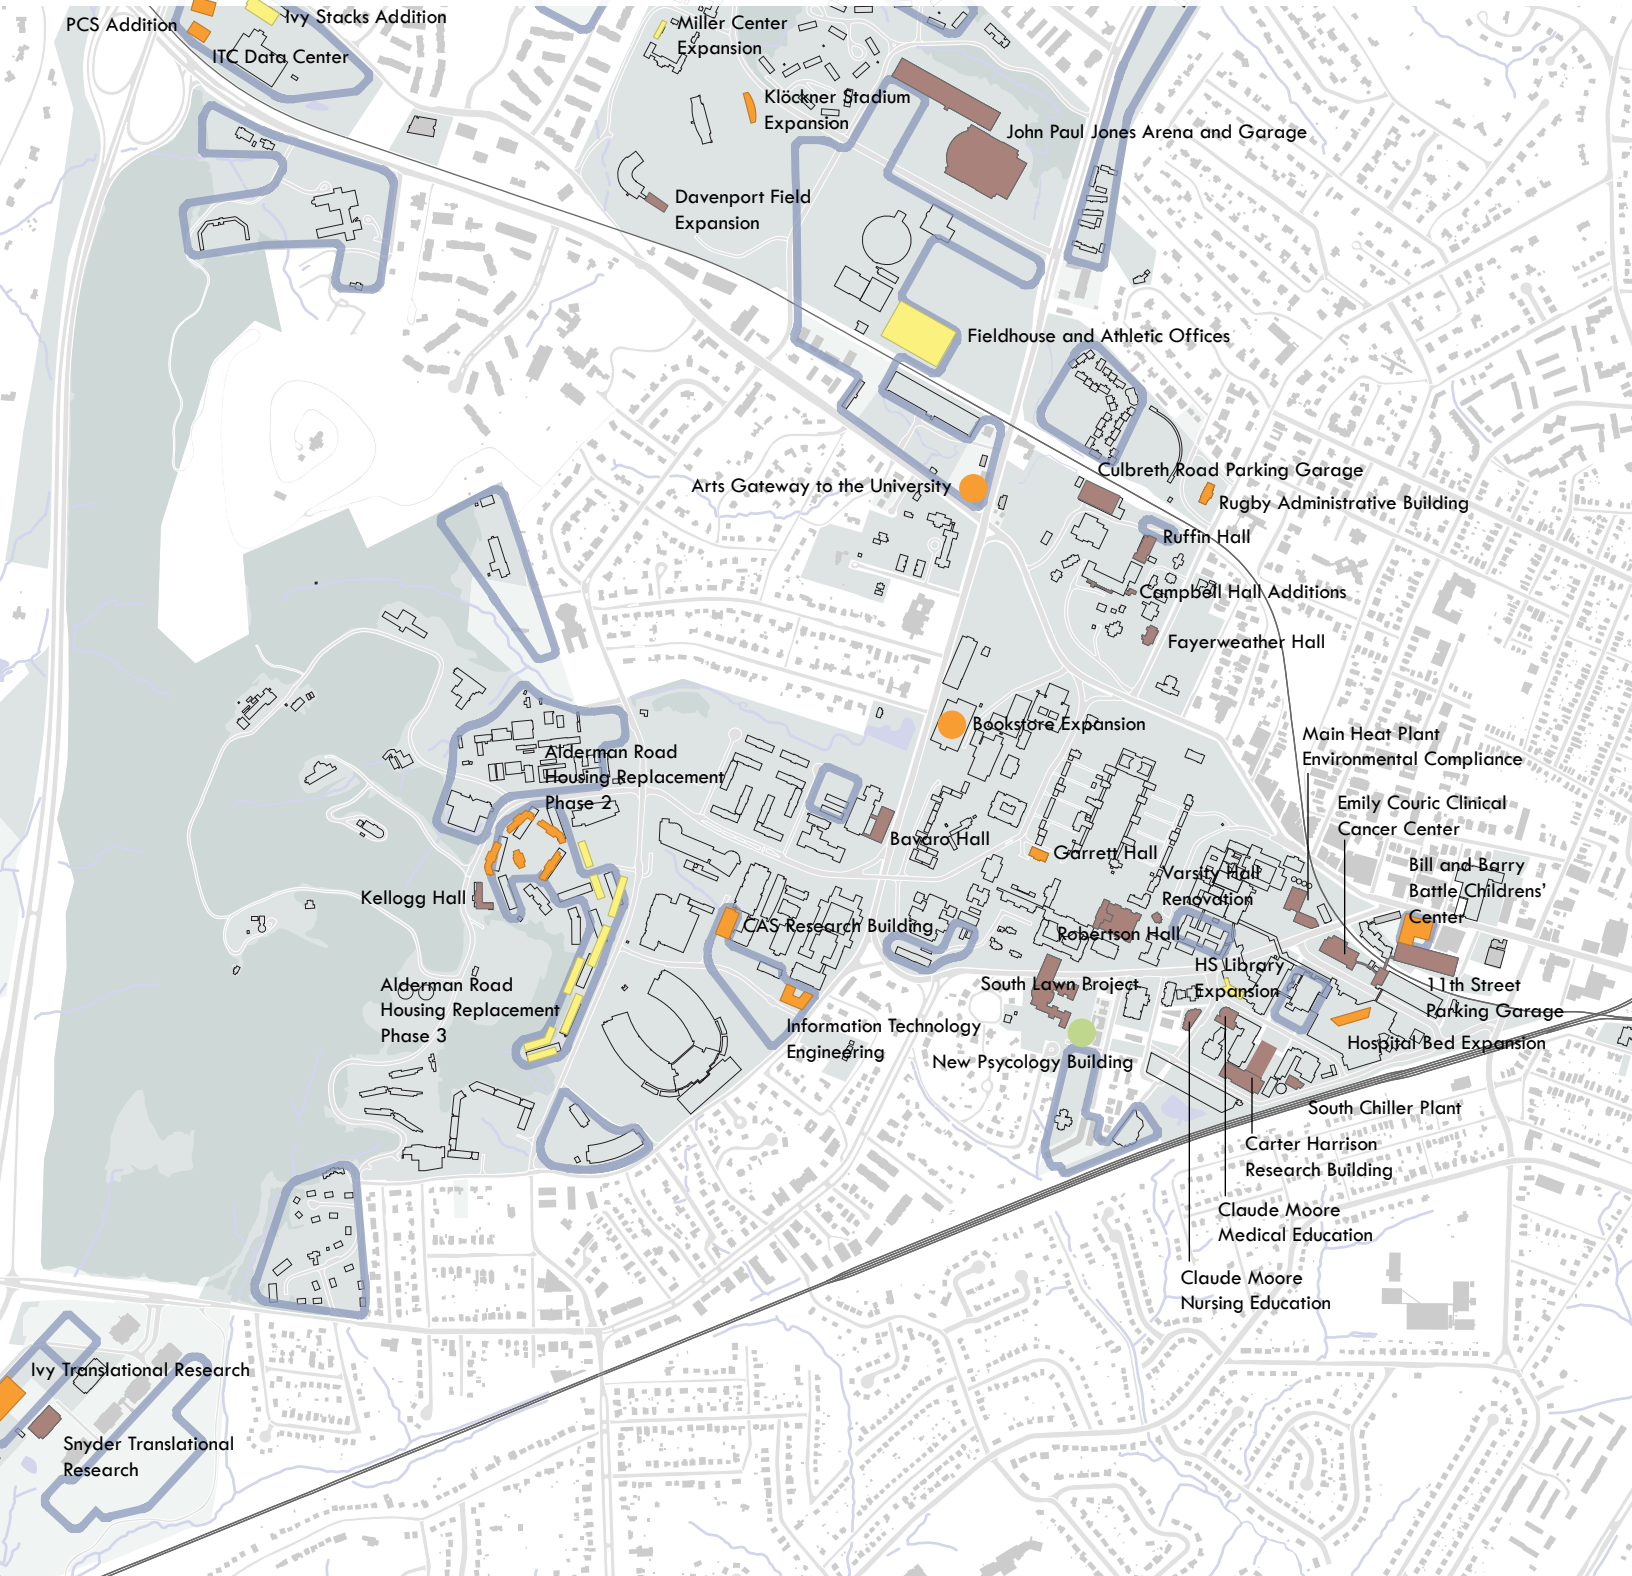 PCS Addition
Ivy Stacks Addition
ITC Data Center
Miller Center
Expansion
Klöckner Stadium
Expansion
John Paul Jones Arena and Garage
Davenport Field
Expansion
Fieldhouse and Athletic Offices
Culbreth Road Parking Garage
Arts Gateway to the University
Rugby Administrative Building
Ruffin Hall
Campbell Hall Additions
Fayerweather Hall
Bookstore Expansion
Main Heat Plant
Environmental Compliance
Alderman Road
Housing Replacement
Phase 2
Emily Couric Clinical
Cancer Center
Bavaro Hall
Garrett Hall
Varsity Hall
Renovation
Bill and Barry
Battle Childrens'
Center
Kellogg Hall
CAS Research Building
Robertson Hall
HS Library
Expansion
South Lawn Project
11th Street
Parking Garage
Alderman Road
Housing Replacement
Phase 3
Information Technology
Engineering
Hospital Bed Expansion
New Psycology Building
South Chiller Plant
Carter Harrison
Research Building
Claude Moore
Medical Education
Claude Moore
Nursing Education
Ivy Translational Research
Snyder Translational
Research